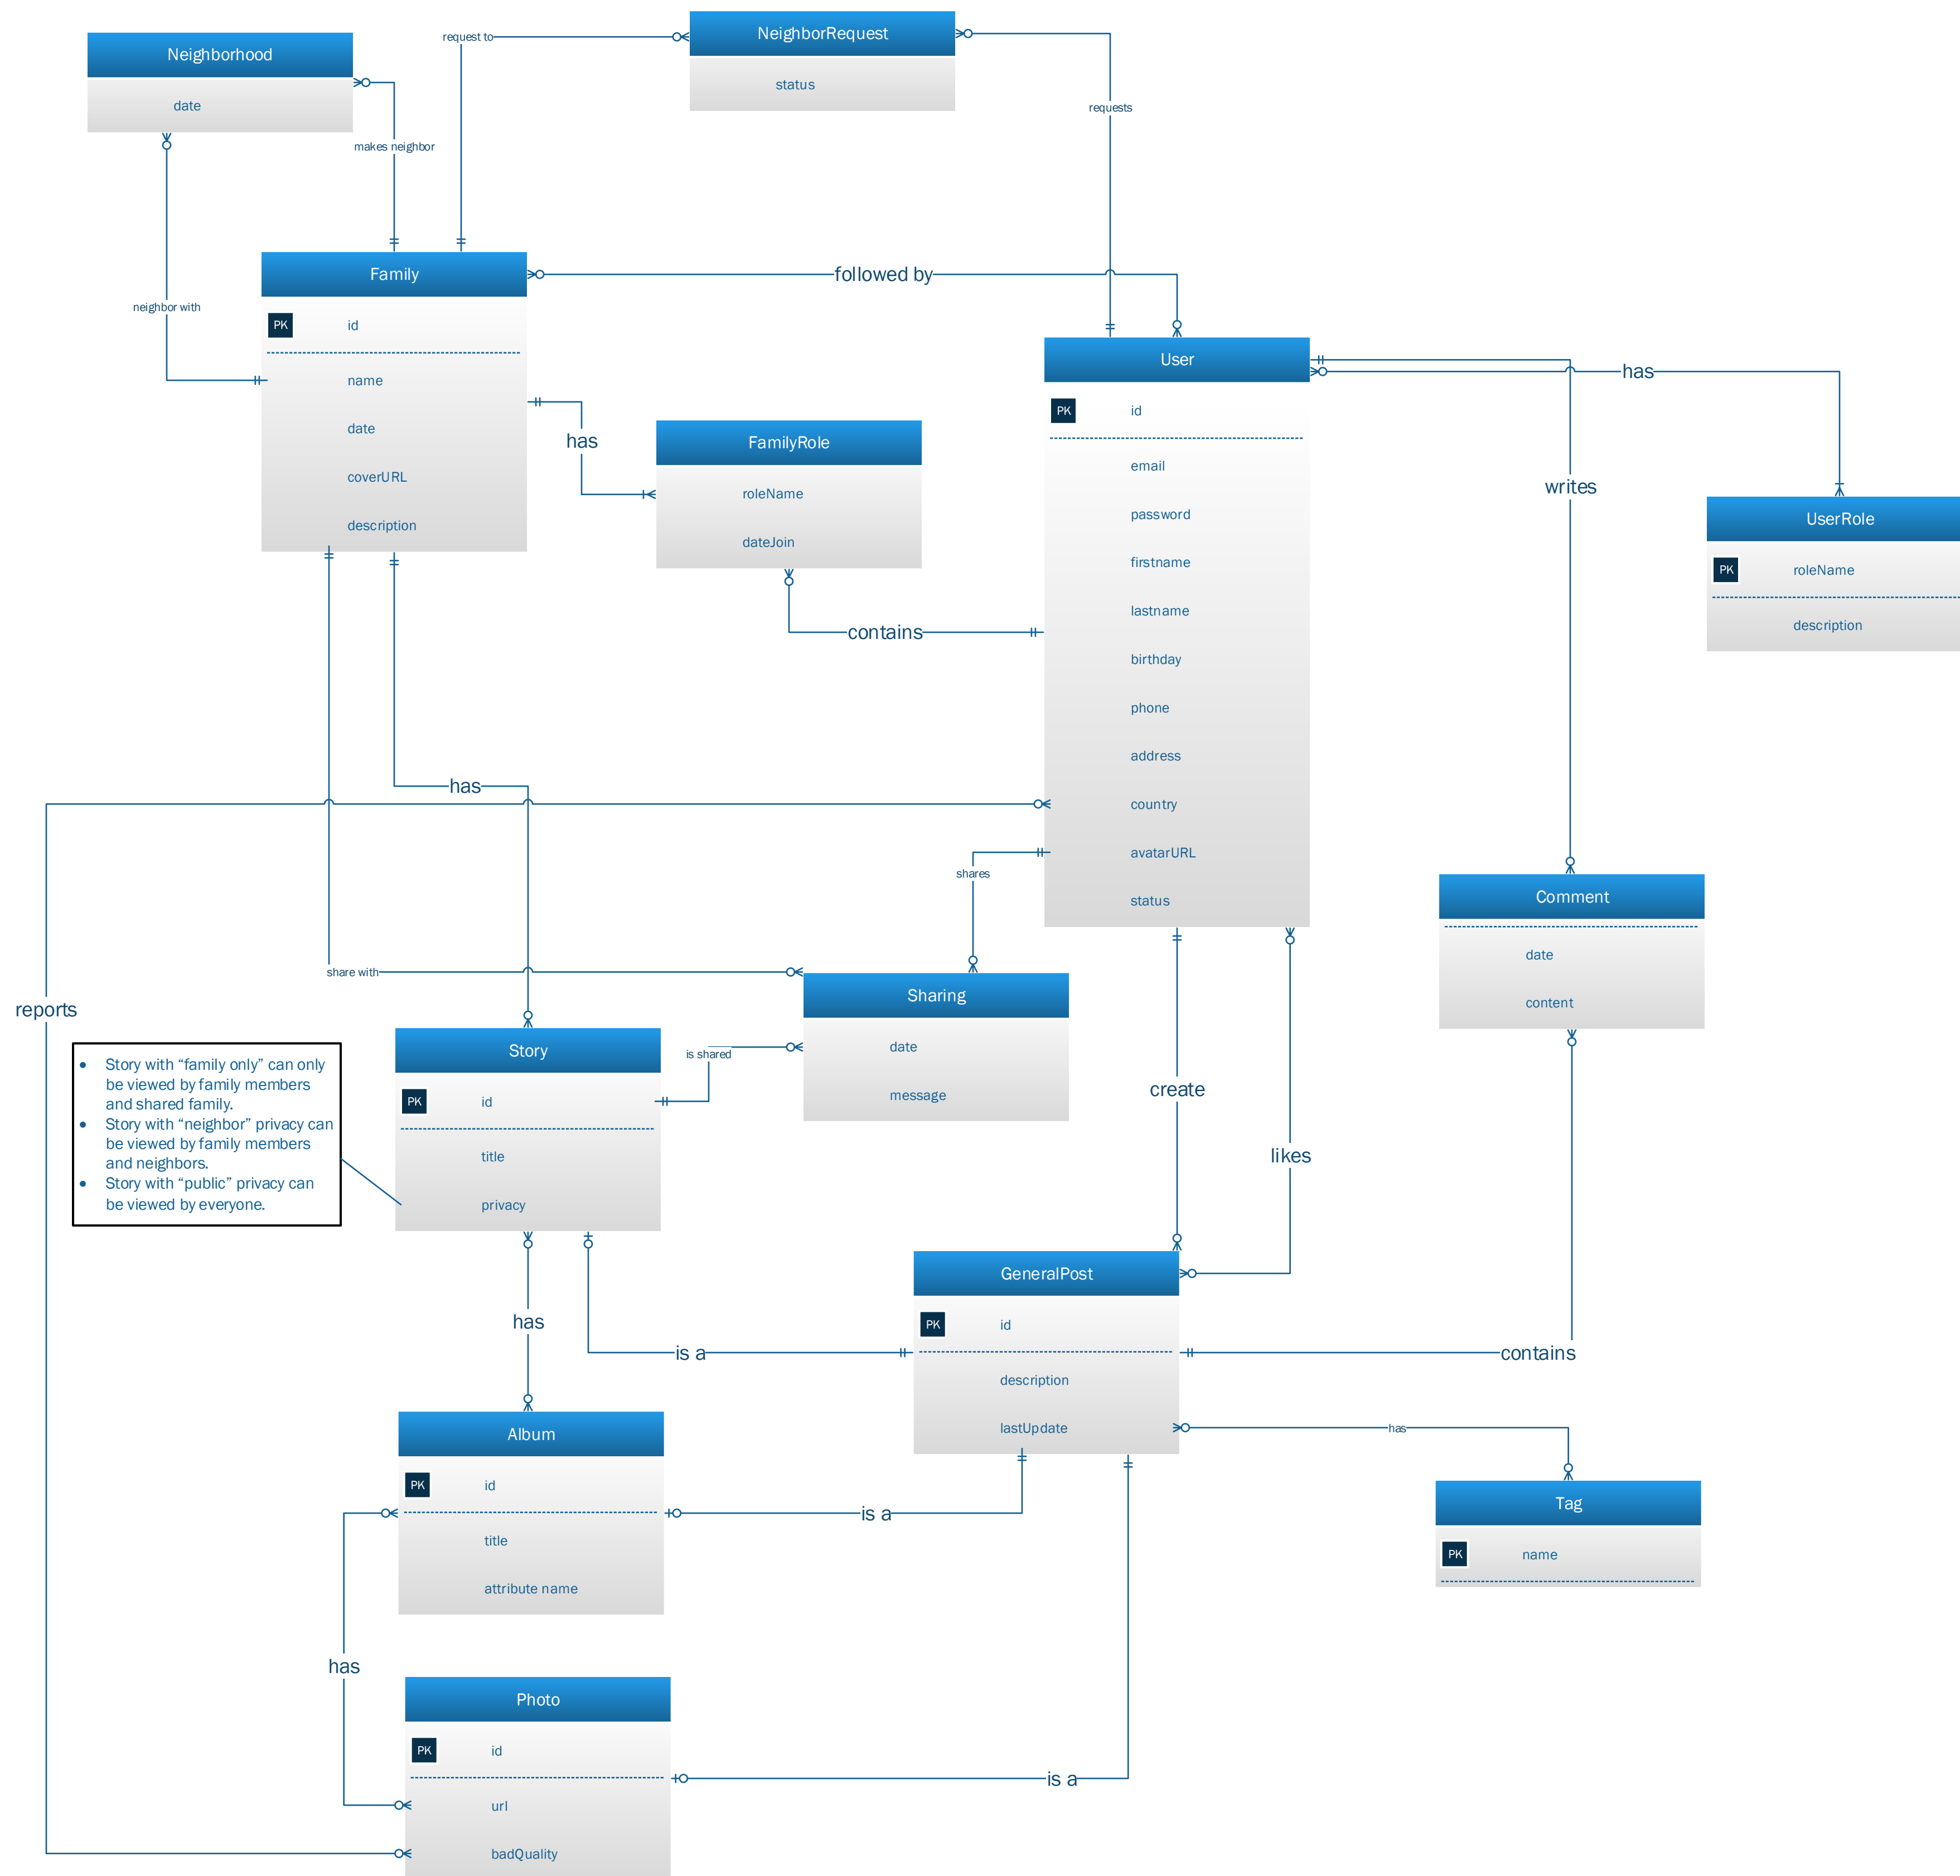 NeighborRequest
status
request to
requests
Neighborhood
date
makes neighbor
neighbor with
Family
PK
id
name
date
coverURL
description
followed by
User
PK
id
email
password
firstname
lastname
birthday
phone
address
country
avatarURL
status
has
has
FamilyRole
roleName
dateJoin
contains
writes
UserRole
PK
roleName
description
has
shares
share with
reports
Comment
date
content
Sharing
date
message
is shared
Story
PK
id
title
privacy
• Story with “family only” can only
be viewed by family members
and shared family.
• Story with “neighbor” privacy can
be viewed by family members
and neighbors.
• Story with “public” privacy can
be viewed by everyone.
create
likes
GeneralPost
PK
id
description
lastUpdate
has
is a
contains
has
Album
PK
id
title
attribute name
is a
Tag
PK
name
has
Photo
PK
id
url
badQuality
is a